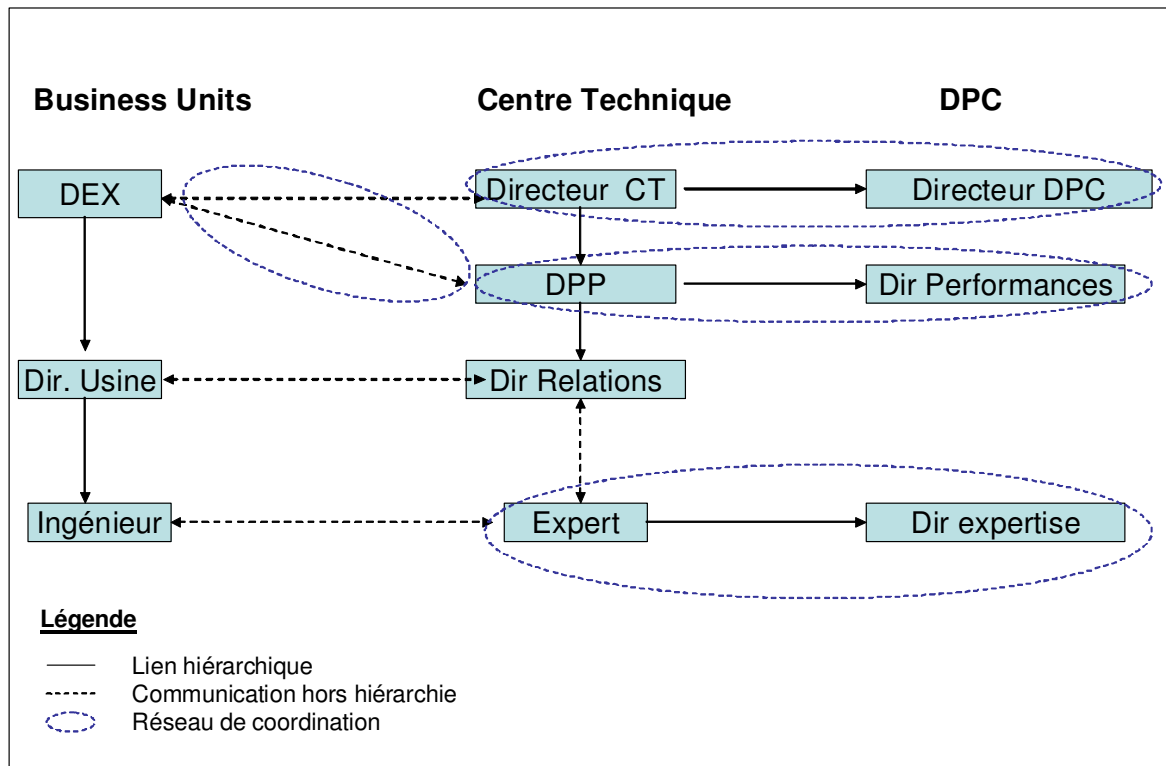 Business Units
Centre Technique
DPC
DEX
Directeur CT
Directeur DPC
DPP
Dir Performances
Dir. Usine
Dir Relations
Ingénieur
Expert
Dir expertise
Légende
Lien hiérarchique
Communication hors hiérarchie
Réseau de coordination